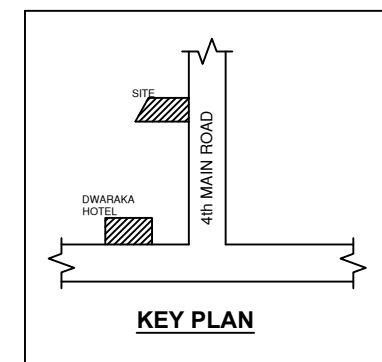 SITE
4th MAIN ROAD
DWARAKA
HOTEL
KEY PLAN